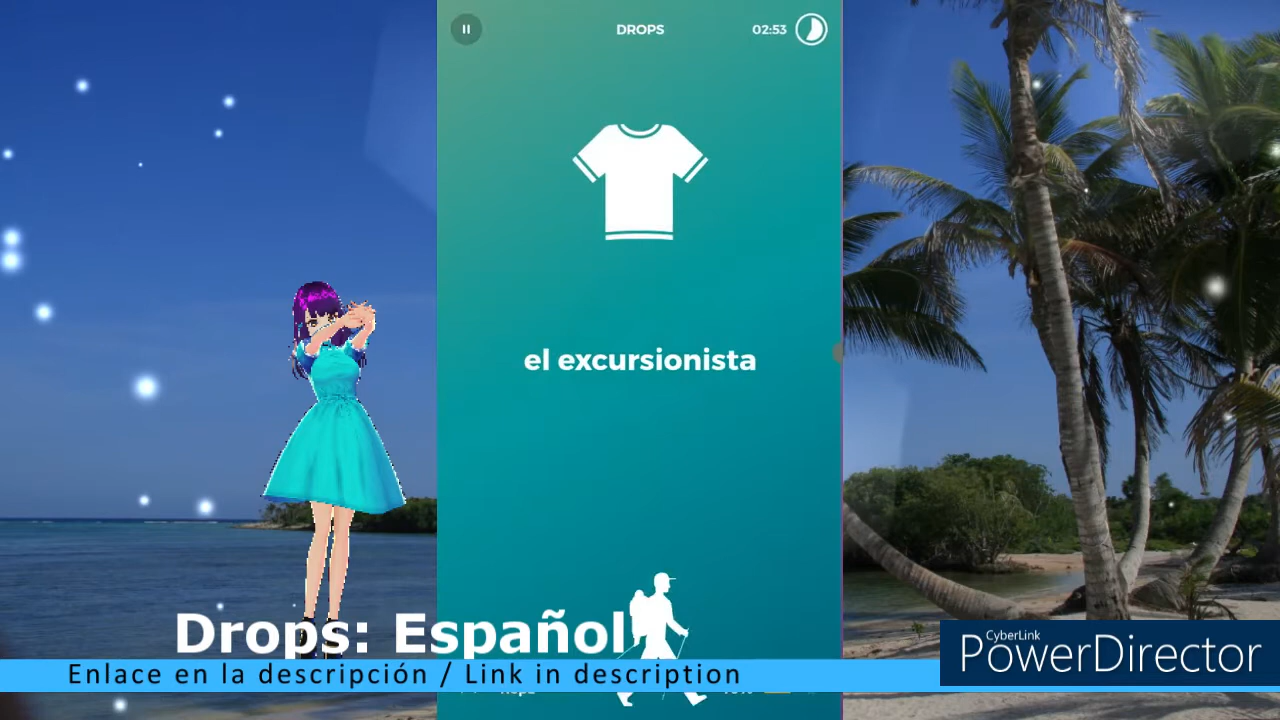 DROPS
02:53
el excursionista
Drops: Español
Enlace en la descripción / Link in description
CyberLink
PowerDirector